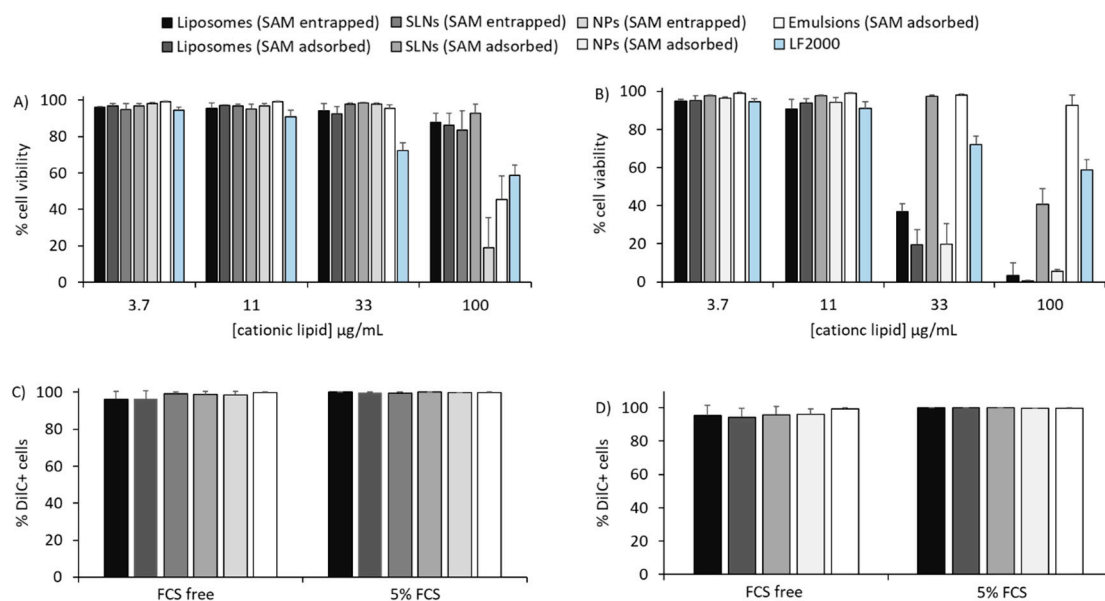 Liposomes (SAM entrapped) SLNs (SAM entrapped) NPs (SAM entrapped) Emulsions (SAM adsorbed)
Liposomes (SAM adsorbed) SLNs (SAM adsorbed) NPs (SAM adsorbed) LF2000
A)
% cell vibility
100
80
60
40
20
0
3.7 11 33 100
[cationic lipid] µg/mL
B)
% cell viability
100
80
60
40
20
0
3.7 11 33 100
[cationc lipid] µg/mL
C)
% DilC+ cells
100
80
60
40
20
0
FCS free 5% FCS
D)
% DilC+ cells
100
80
60
40
20
0
FCS free 5% FCS